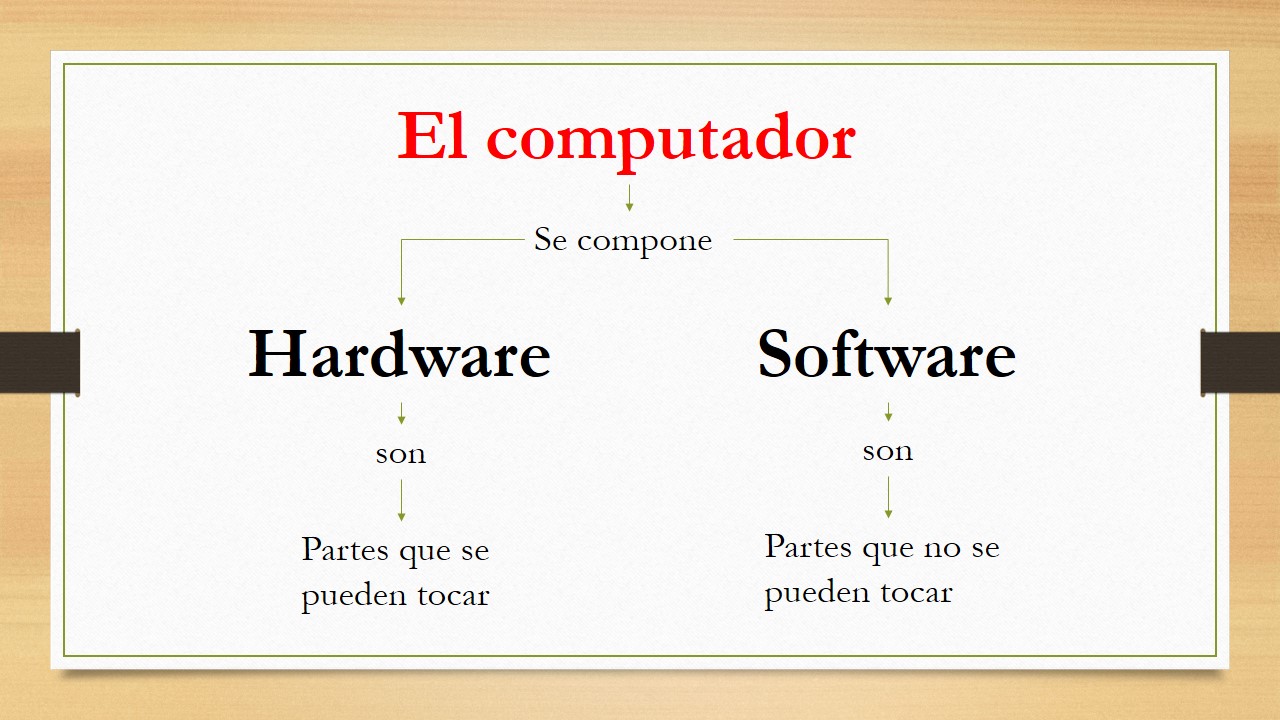 El computador
Se compone
Hardware
Software
son
son
Partes que se
pueden tocar
Partes que no se
pueden tocar